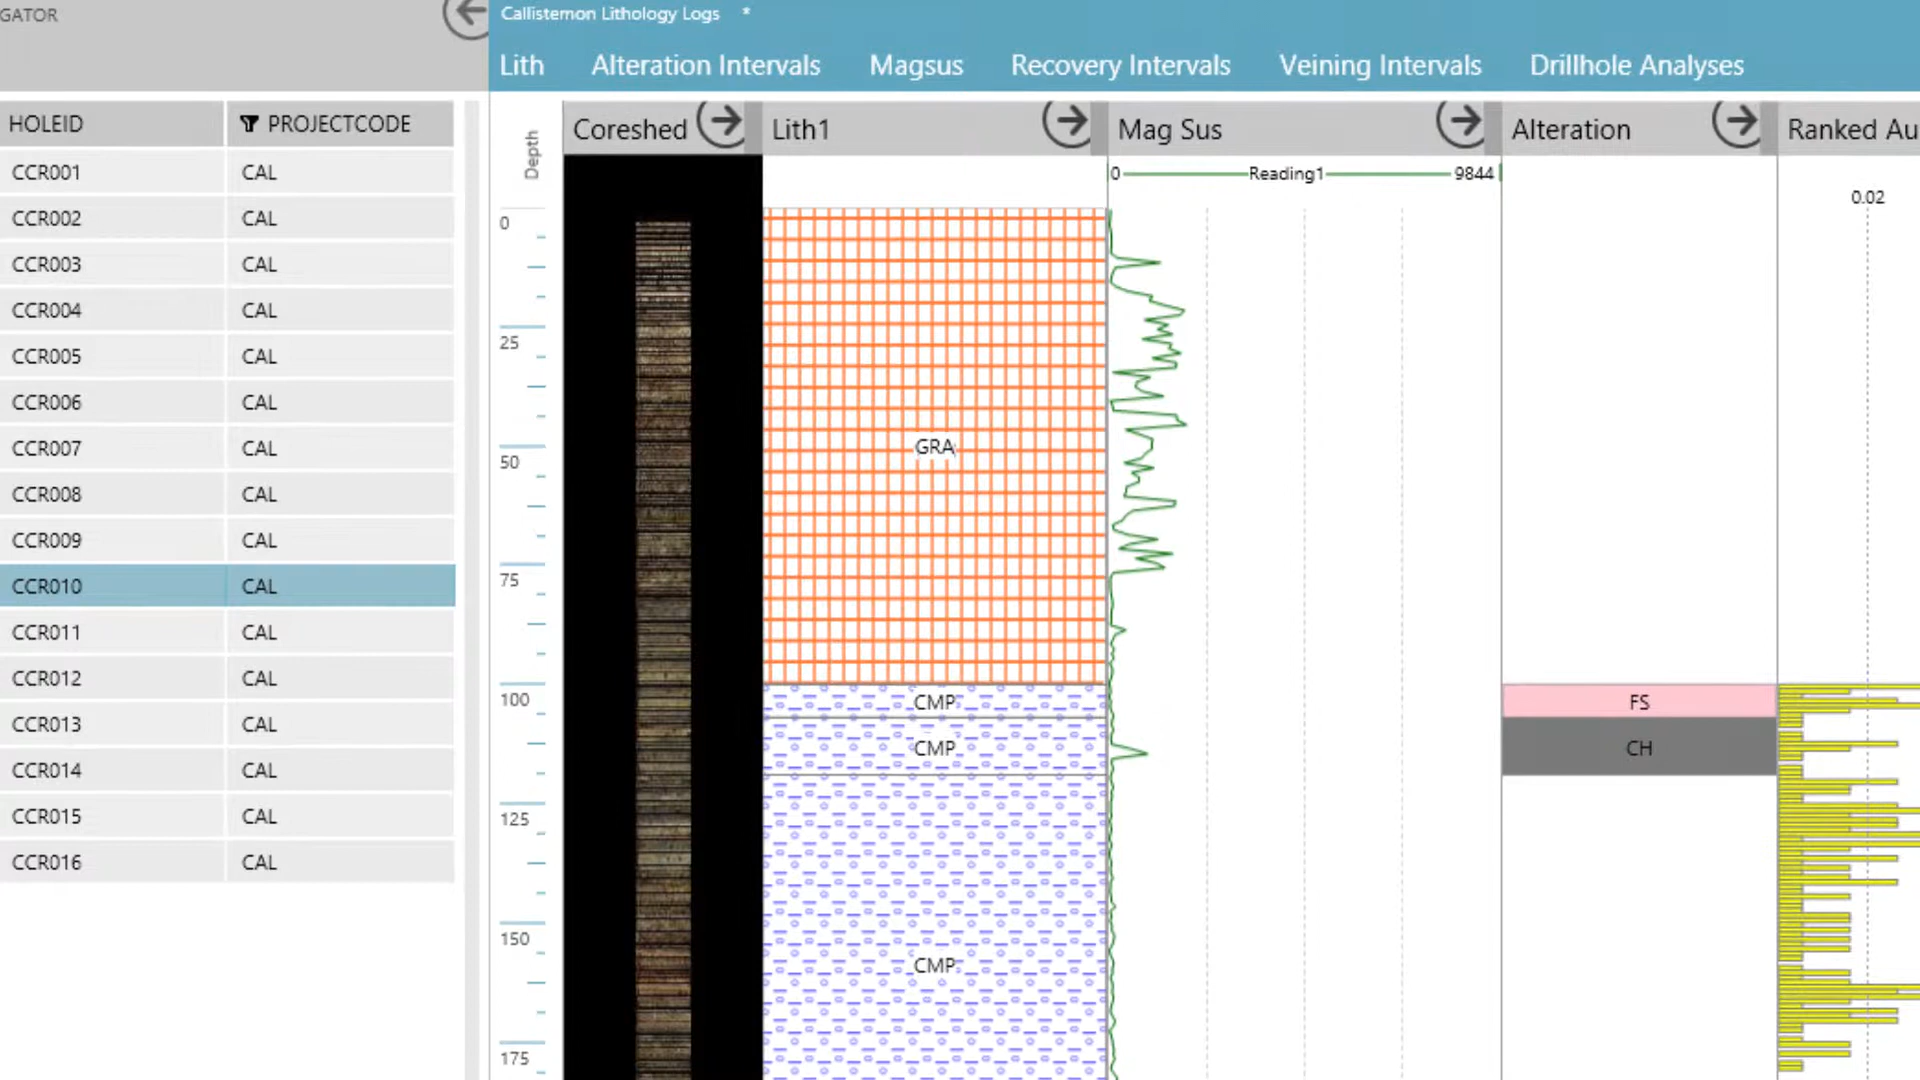 GATOR
Callistemon Lithology Logs *
Lith Alteration Intervals Magsus Recovery Intervals Veining Intervals Drillhole Analyses
HOLEID PROJECTCODE
CCR001 CAL
CCR002 CAL
CCR003 CAL
CCR004 CAL
CCR005 CAL
CCR006 CAL
CCR007 CAL
CCR008 CAL
CCR009 CAL
CCR010 CAL
CCR011 CAL
CCR012 CAL
CCR013 CAL
CCR014 CAL
CCR015 CAL
CCR016 CAL
Depth
Coreshed Lith1 Mag Sus Alteration Ranked Au
0 Reading1 9844
0.02
0
25
50
75
100
125
150
175
GRA
CMP
CMP
CMP
FS
CH